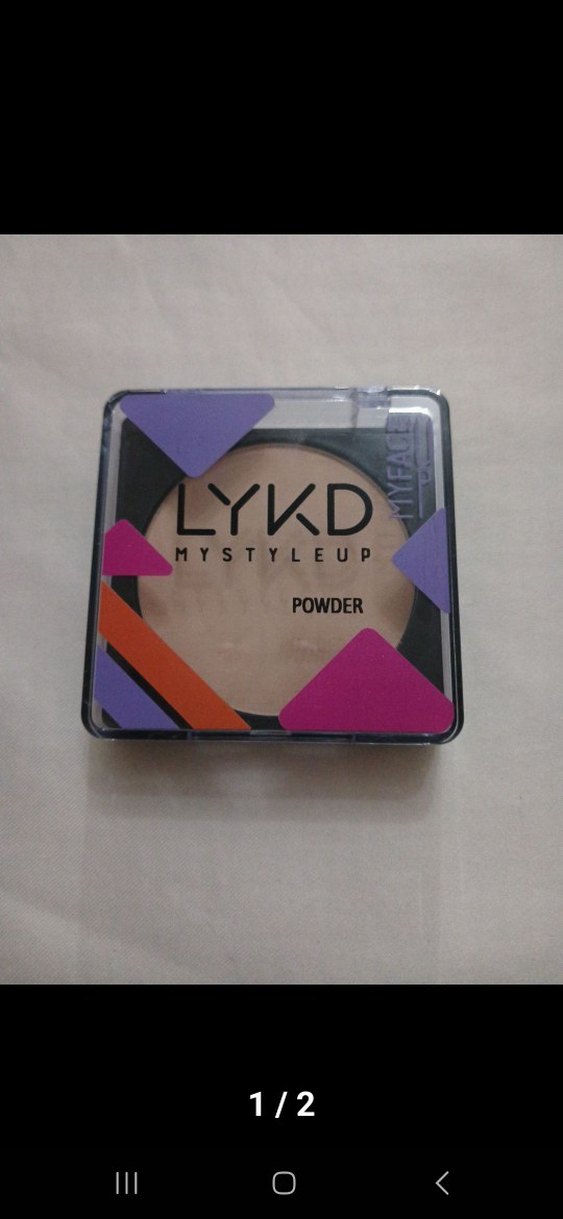 LYKD
MYSTYLEUP
POWDER
MYFACE
1 / 2